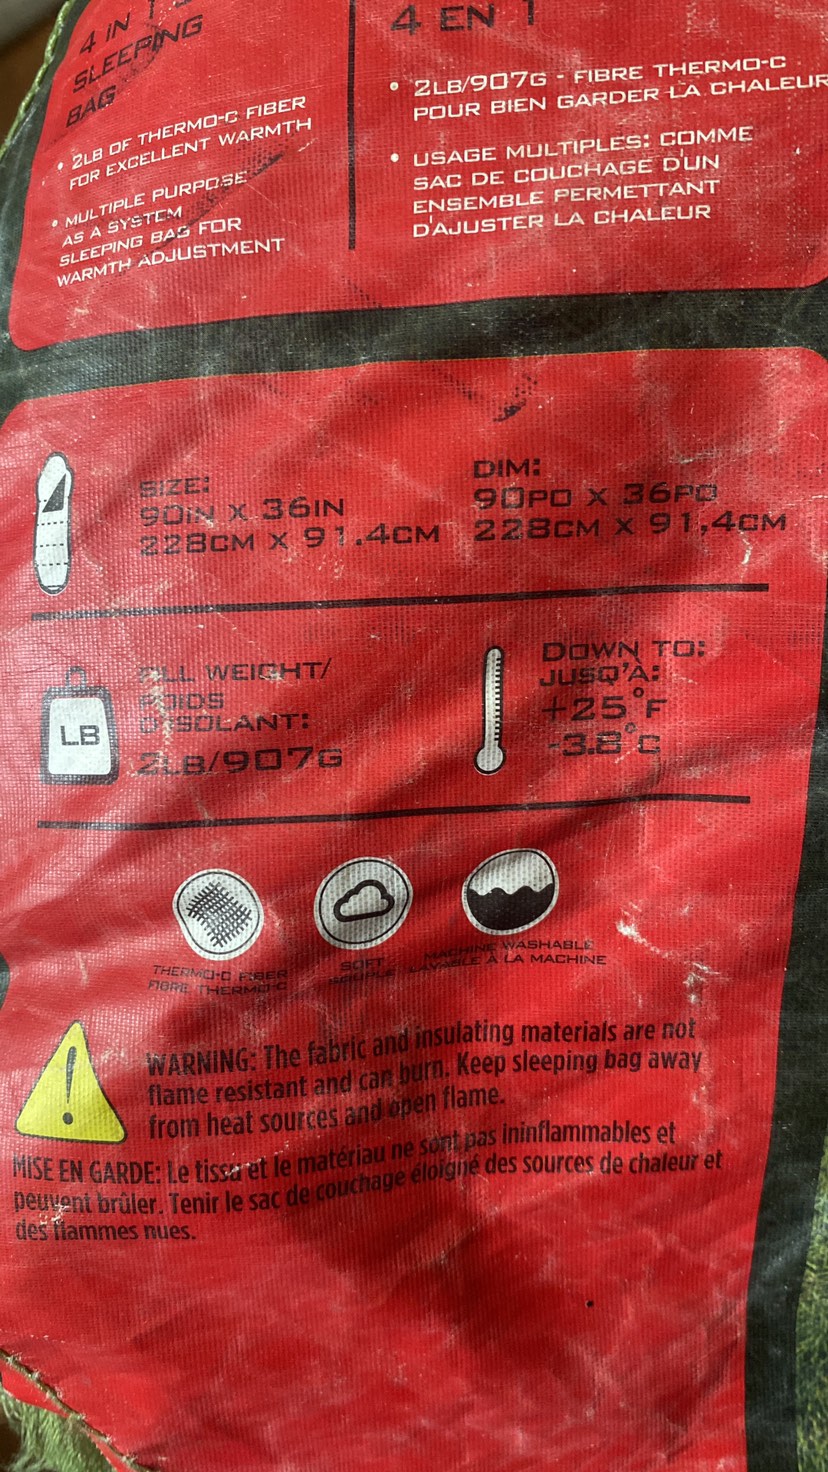 4 IN 1
SLEEPING
BAG
• 2LB OF THERMO-C FIBER
FOR EXCELLENT WARMTH
• MULTIPLE PURPOSE
AS A SYSTEM
SLEEPING BAG FOR
WARMTH ADJUSTMENT
4 EN 1
• 2LB/907G - FIBRE THERMO-C
POUR BIEN GARDER LA CHALEUR
• USAGE MULTIPLES: COMME
SAC DE COUCHAGE D'UN
ENSEMBLE PERMETTANT
D'AJUSTER LA CHALEUR
SIZE:
90IN X 36IN
228CM X 91.4CM
DIM:
90PO X 36PO
228CM X 91,4CM
LB
FILL WEIGHT/
POIDS
D'ISOLANT:
2LB/907G
DOWN TO:
JUSQ'À:
+25°F
-3.8°C
THERMO-C FIBER
FIBRE THERMO-C
SOFT
SOUPLE
MACHINE WASHABLE
LAVABLE À LA MACHINE
WARNING: The fabric and insulating materials are not
flame resistant and can burn. Keep sleeping bag away
from heat sources and open flame.
MISE EN GARDE: Le tissu et le matériau ne sont pas ininflammables et
peuvent brûler. Tenir le sac de couchage éloigné des sources de chaleur et
des flammes nues.